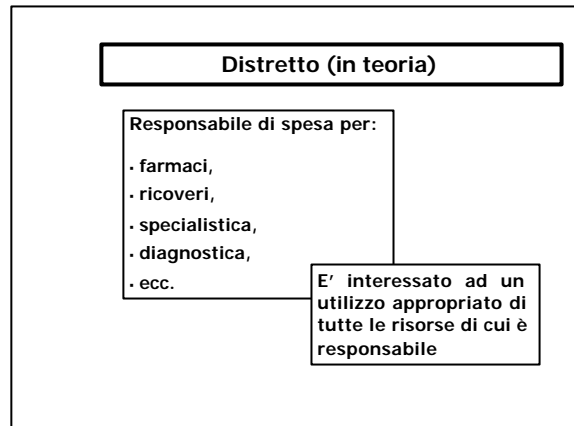 Distretto (in teoria)
Responsabile di spesa per:
· farmaci,
· ricoveri,
· specialistica,
· diagnostica,
· ecc.
E' interessato ad un
utilizzo appropriato di
tutte le risorse di cui è
responsabile